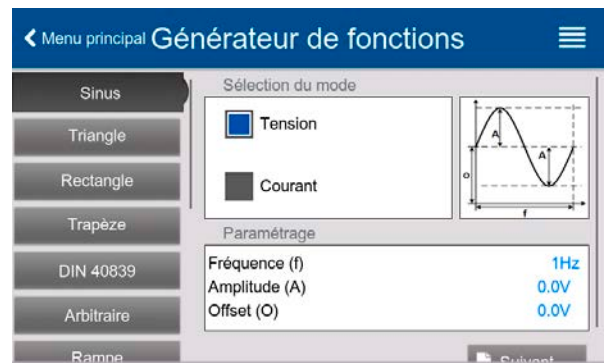 Menu principal Générateur de fonctions
Sinus
Triangle
Rectangle
Trapèze
DIN 40839
Arbitraire
Rampe
Sélection du mode
Tension
Courant
A
A
o
f
Paramétrage
Fréquence (f) 1Hz
Amplitude (A) 0.0V
Offset (O) 0.0V
Suivant